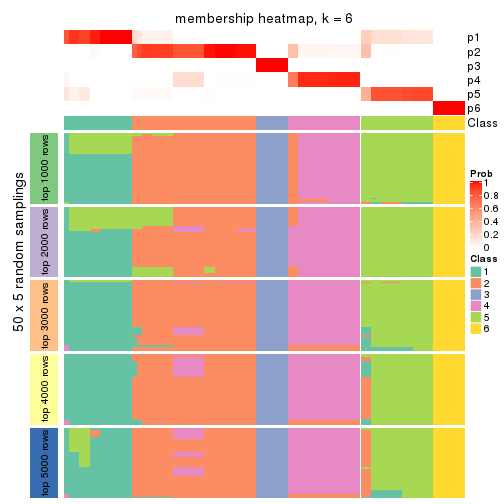 membership heatmap, k = 6
p1
p2
p3
p4
p5
p6
Class
50 x 5 random samplings
top 1000 rows
top 2000 rows
top 3000 rows
top 4000 rows
top 5000 rows
Prob
1
0.8
0.6
0.4
0.2
0
Class
1
2
3
4
5
6